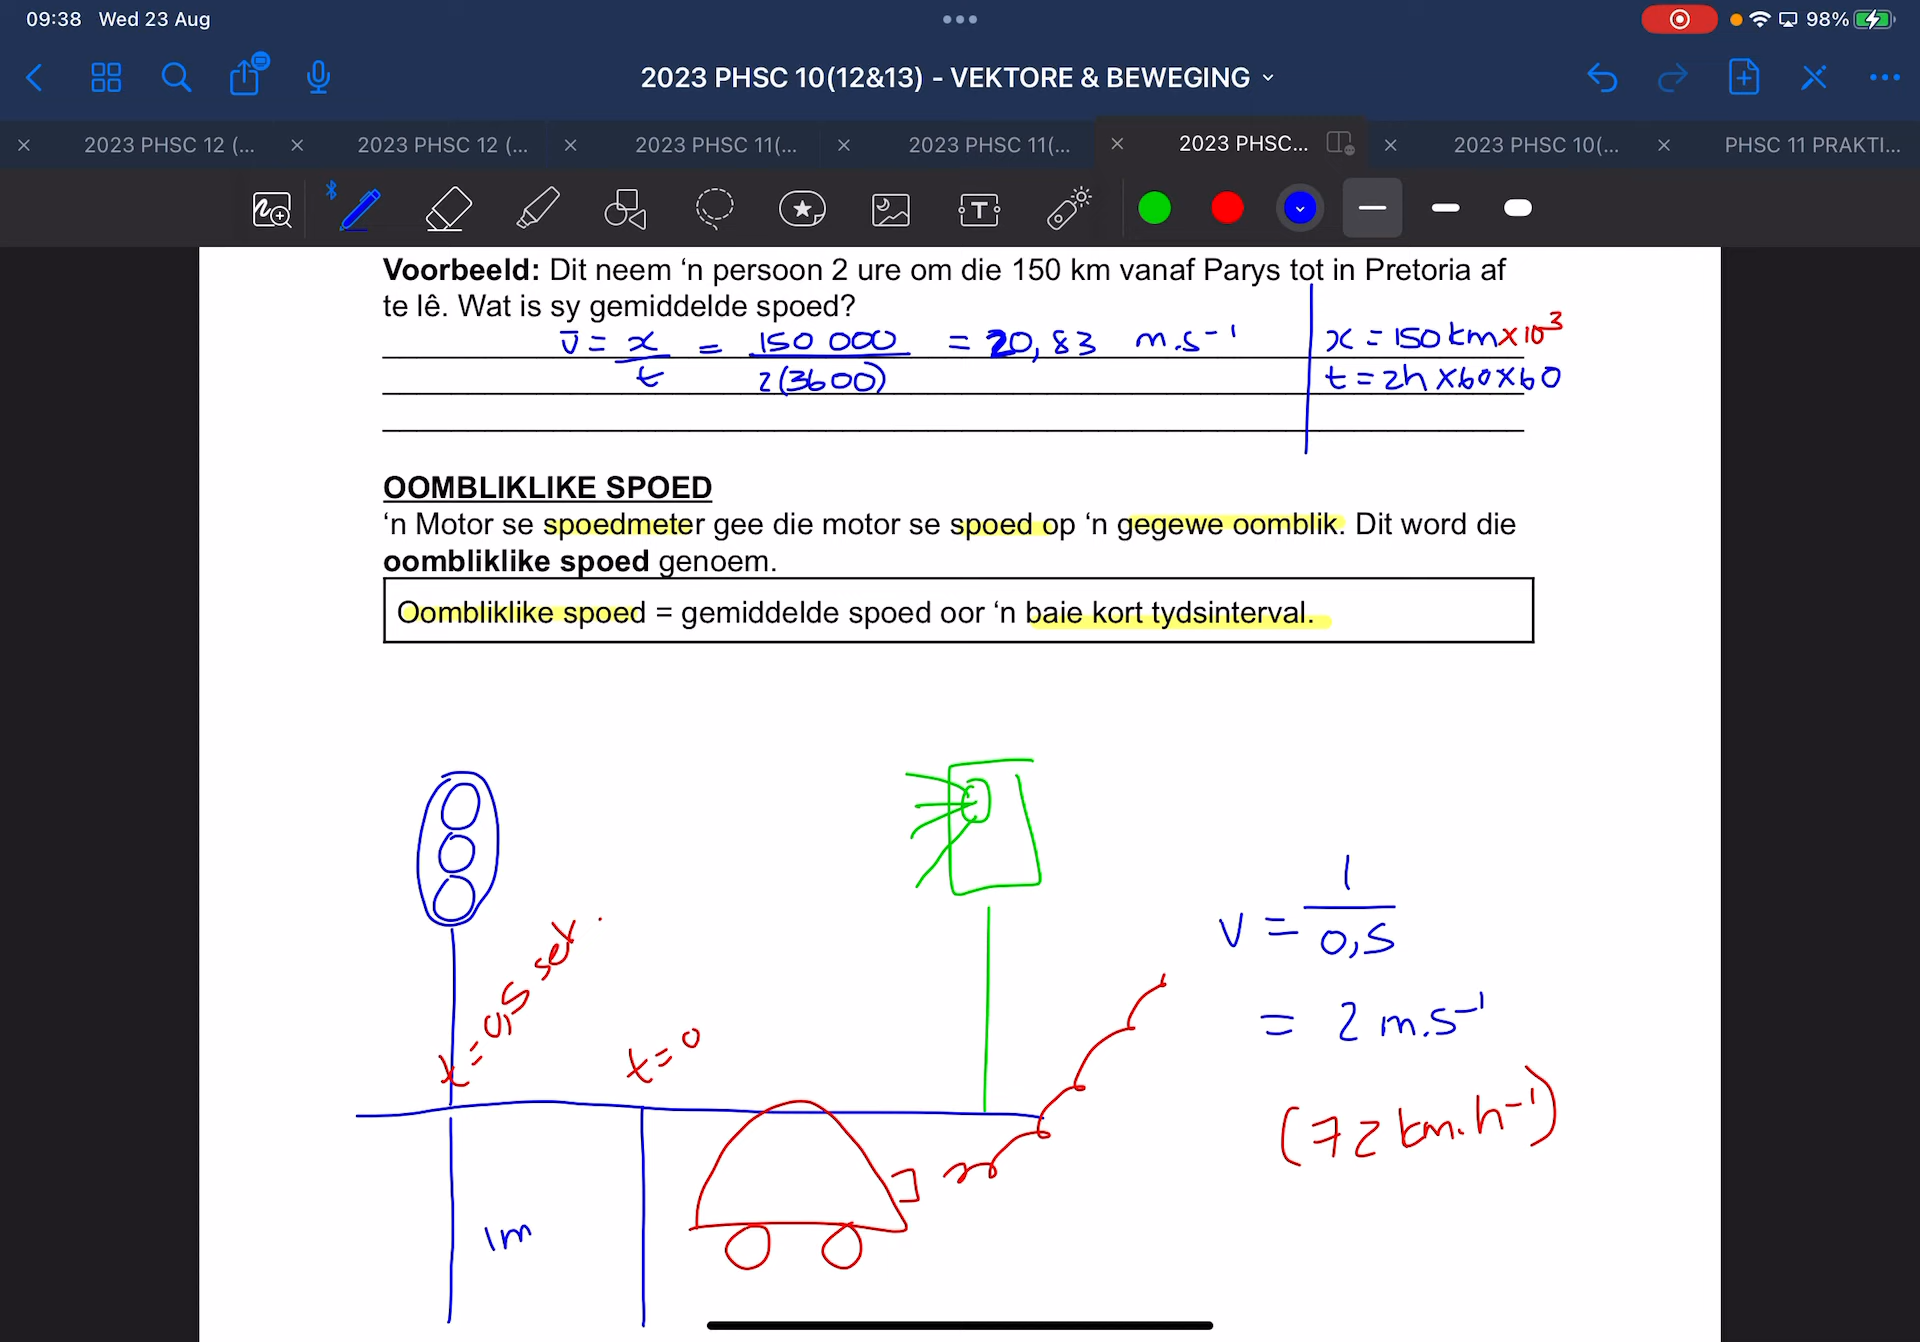 09:38 Wed 23 Aug
98%
2023 PHSC 10(12&13) - VEKTORE & BEWEGING
2023 PHSC 12 (...
2023 PHSC 12 (...
2023 PHSC 11(...
2023 PHSC 11(...
2023 PHSC...
2023 PHSC 10(...
PHSC 11 PRAKTI...
Voorbeeld: Dit neem ‘n persoon 2 ure om die 150 km vanaf Parys tot in Pretoria af
te lê. Wat is sy gemiddelde spoed?
v̄ = x/t = 150 000/2(3600) = 20,83 m.s⁻¹
x = 150km×10³
t = 2h×60×60
OOMBLIKLIKE SPOED
‘n Motor se spoedmeter gee die motor se spoed op ‘n gegewe oomblik. Dit word die
oombliklike spoed genoem.
Oombliklike spoed = gemiddelde spoed oor ‘n baie kort tydsinterval.
t = 0,5 sek.
t = 0
1m
v = 1/0,5
= 2 m.s⁻¹
(72 km.h⁻¹)